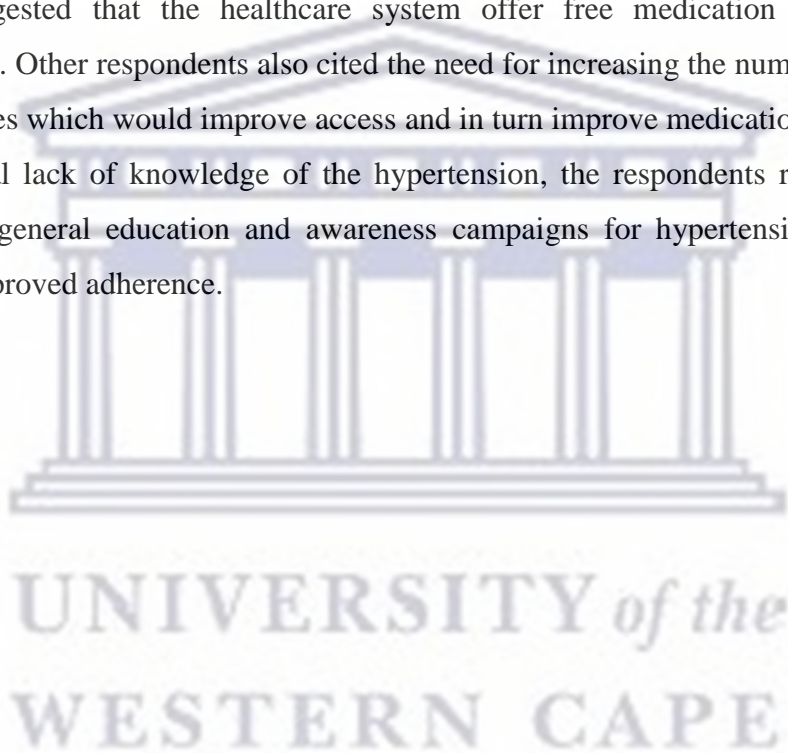 gested that the healthcare system offer free medication
. Other respondents also cited the need for increasing the num
es which would improve access and in turn improve medicatio
l lack of knowledge of the hypertension, the respondents r
general education and awareness campaigns for hypertensi
proved adherence.
UNIVERSITY of the
WESTERN CAPE